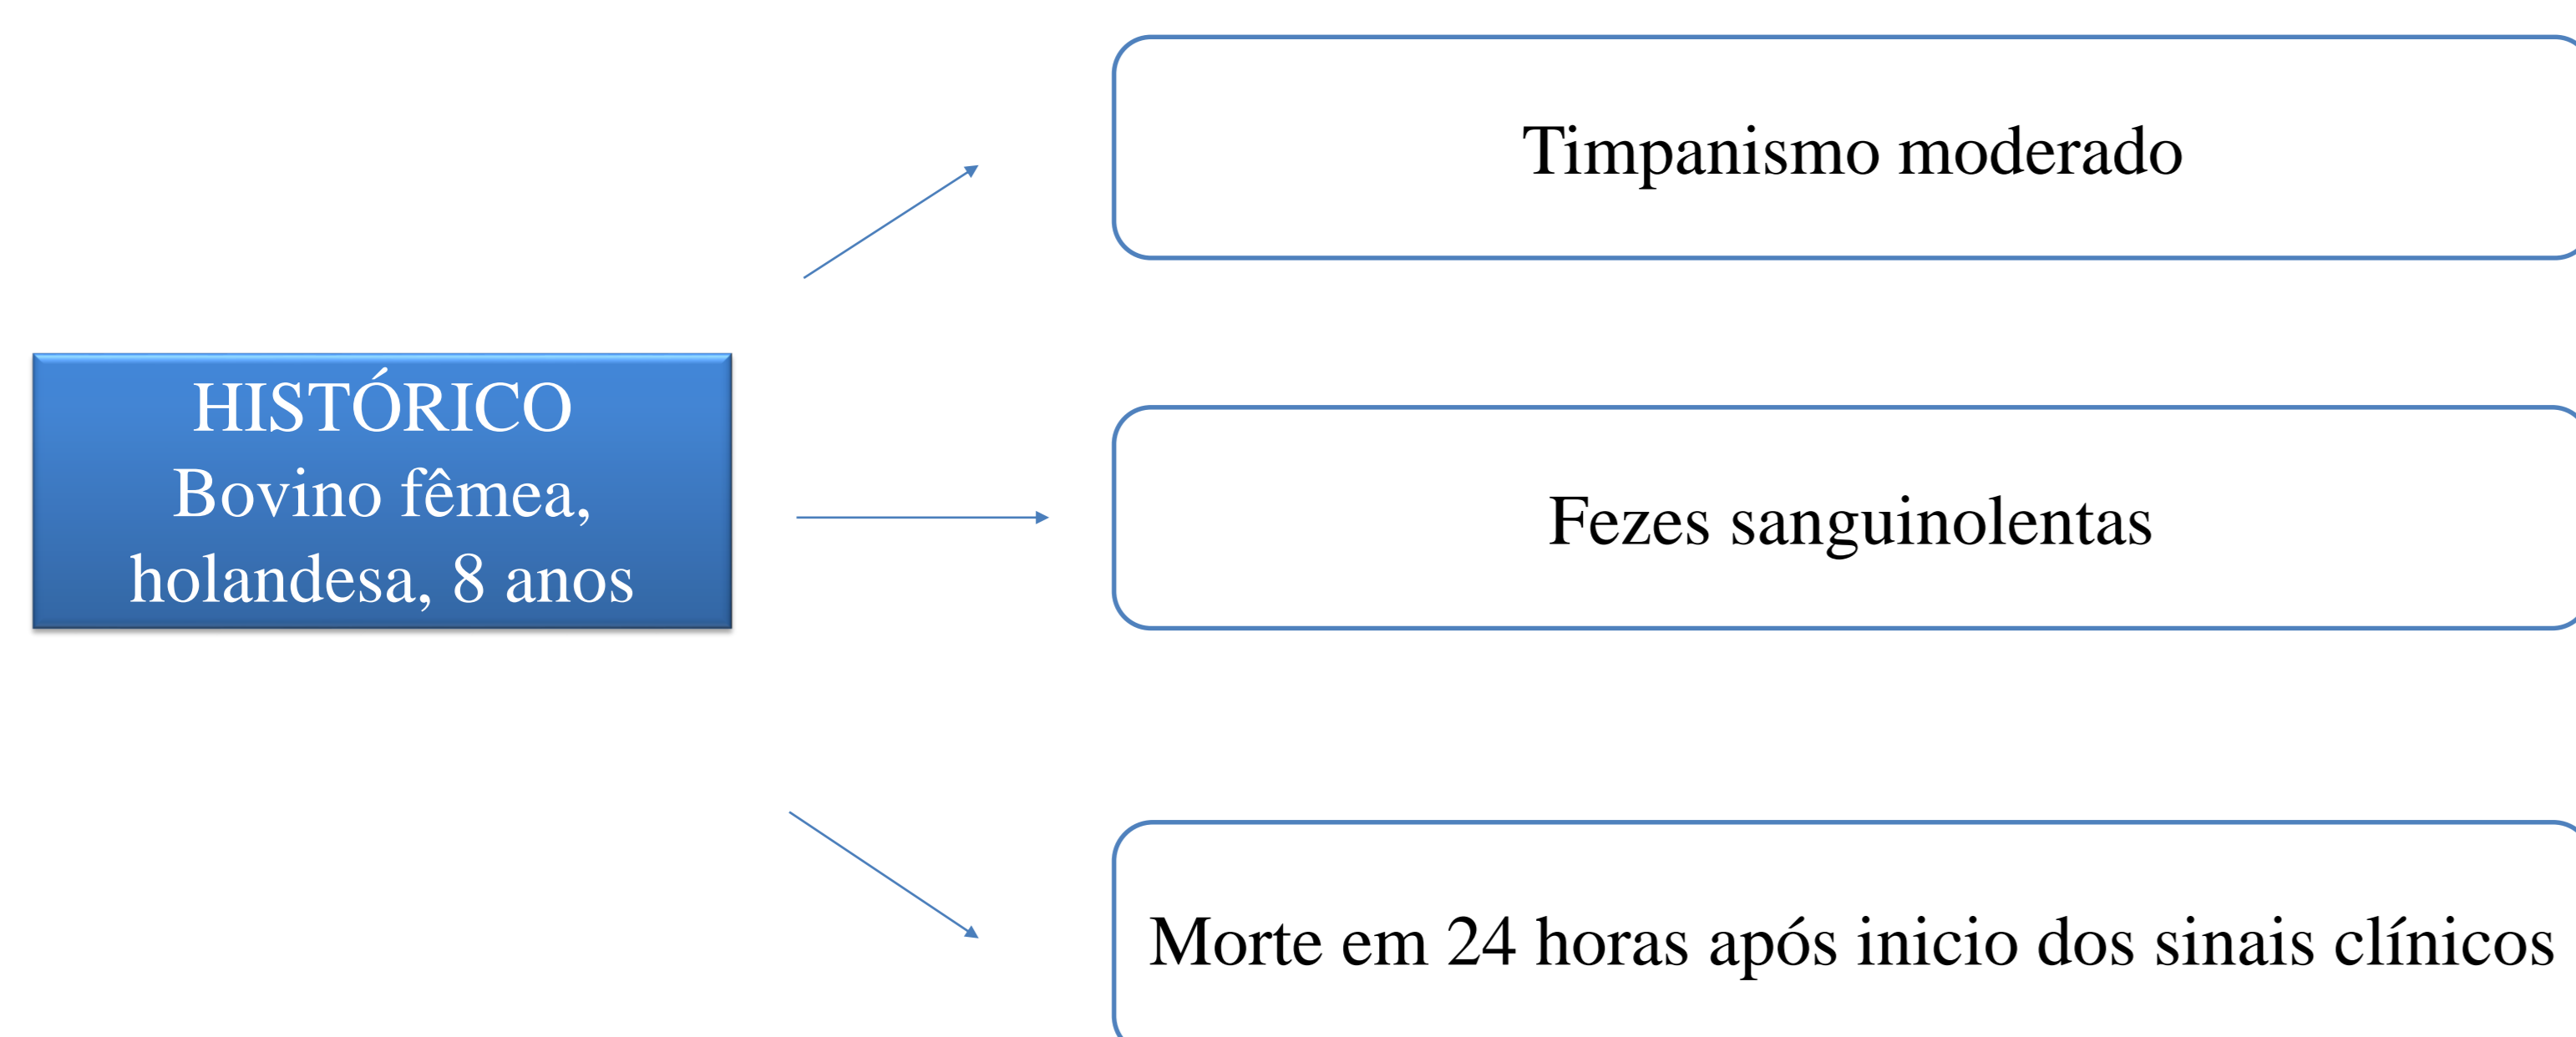 HISTÓRICO
Bovino fêmea,
holandesa, 8 anos
Timpanismo moderado
Fezes sanguinolentas
Morte em 24 horas após inicio dos sinais clínicos